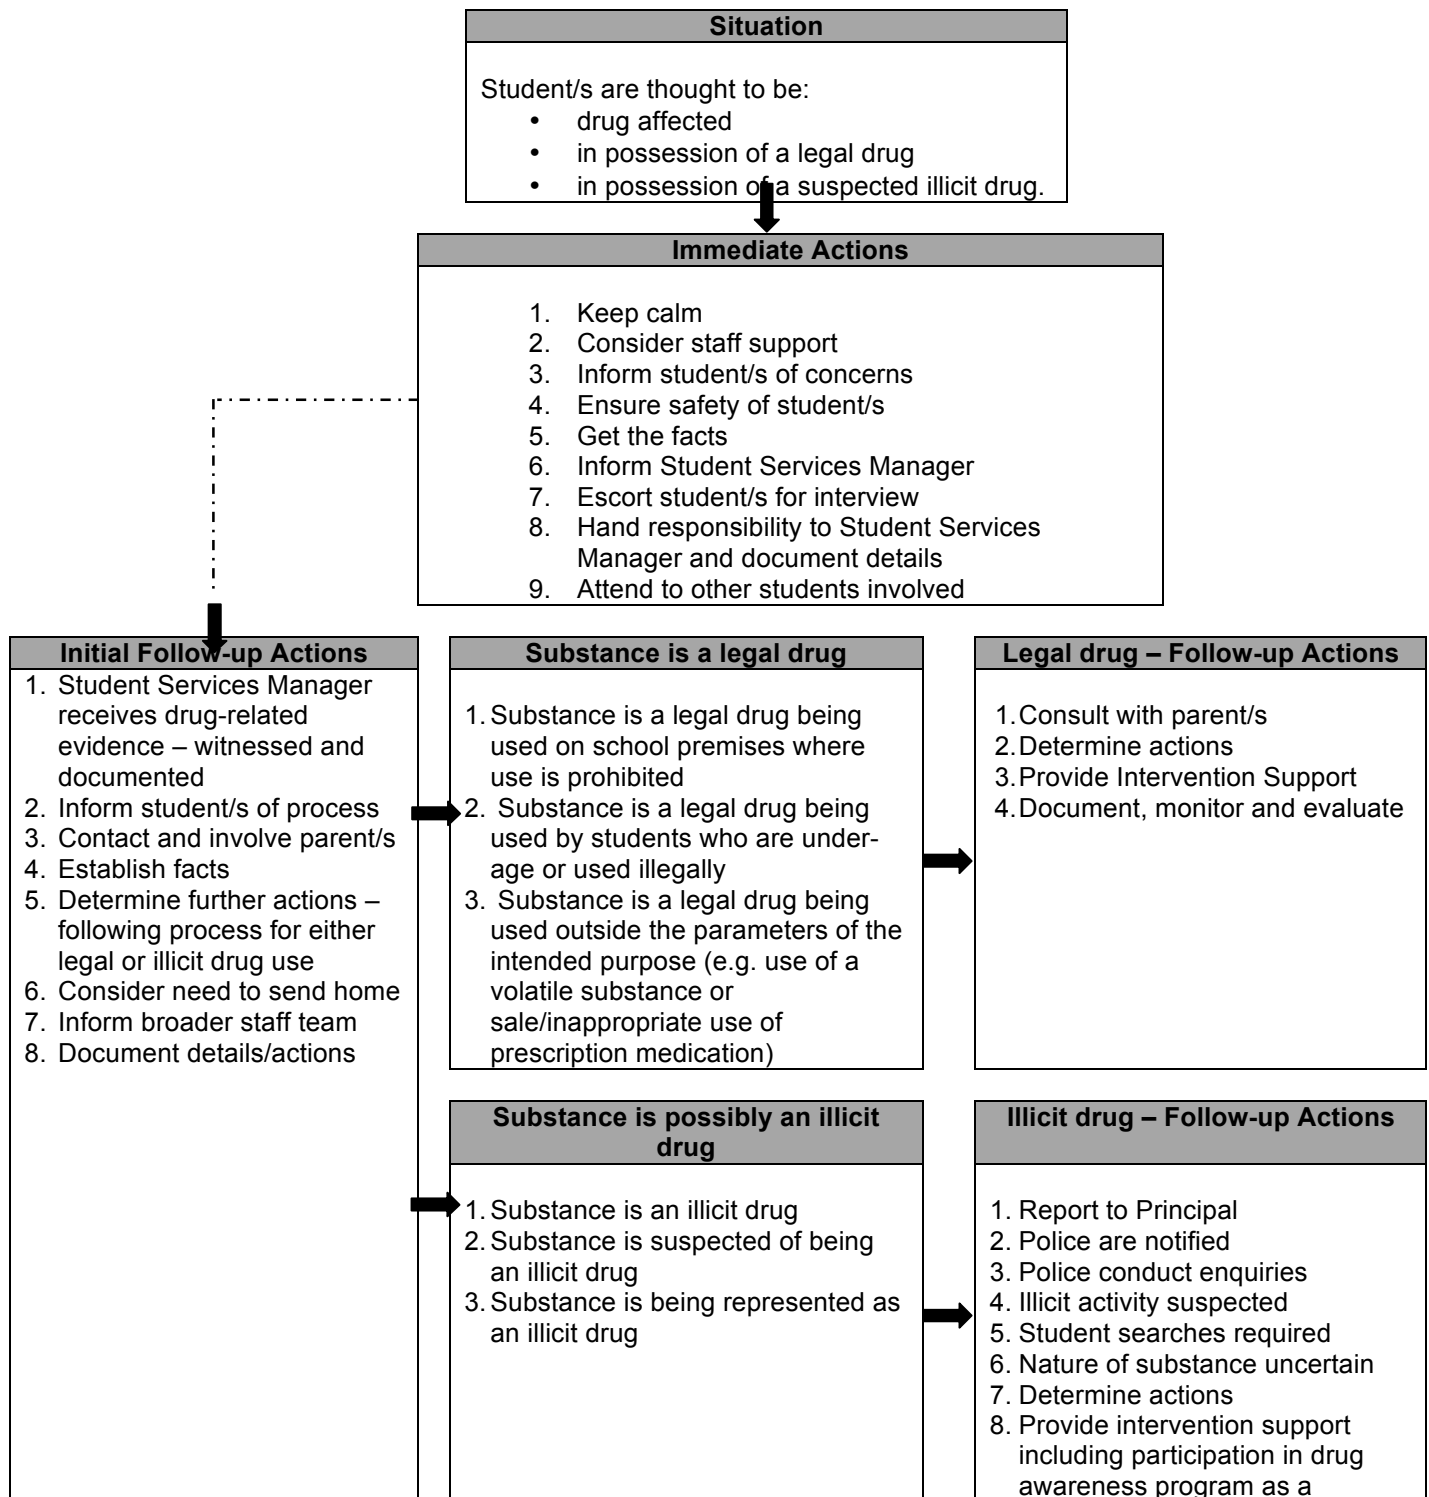 Situation
Student/s are thought to be:
• drug affected
• in possession of a legal drug
• in possession of a suspected illicit drug.
Immediate Actions
1. Keep calm
2. Consider staff support
3. Inform student/s of concerns
4. Ensure safety of student/s
5. Get the facts
6. Inform Student Services Manager
7. Escort student/s for interview
8. Hand responsibility to Student Services
Manager and document details
9. Attend to other students involved
Initial Follow-up Actions
1. Student Services Manager
receives drug-related
evidence – witnessed and
documented
2. Inform student/s of process
3. Contact and involve parent/s
4. Establish facts
5. Determine further actions –
following process for either
legal or illicit drug use
6. Consider need to send home
7. Inform broader staff team
8. Document details/actions
Substance is a legal drug
1. Substance is a legal drug being
used on school premises where
use is prohibited
2. Substance is a legal drug being
used by students who are under-
age or used illegally
3. Substance is a legal drug being
used outside the parameters of the
intended purpose (e.g. use of a
volatile substance or
sale/inappropriate use of
prescription medication)
Legal drug – Follow-up Actions
1. Consult with parent/s
2. Determine actions
3. Provide Intervention Support
4. Document, monitor and evaluate
Substance is possibly an illicit
drug
1. Substance is an illicit drug
2. Substance is suspected of being
an illicit drug
3. Substance is being represented as
an illicit drug
Illicit drug – Follow-up Actions
1. Report to Principal
2. Police are notified
3. Police conduct enquiries
4. Illicit activity suspected
5. Student searches required
6. Nature of substance uncertain
7. Determine actions
8. Provide intervention support
including participation in drug
awareness program as a